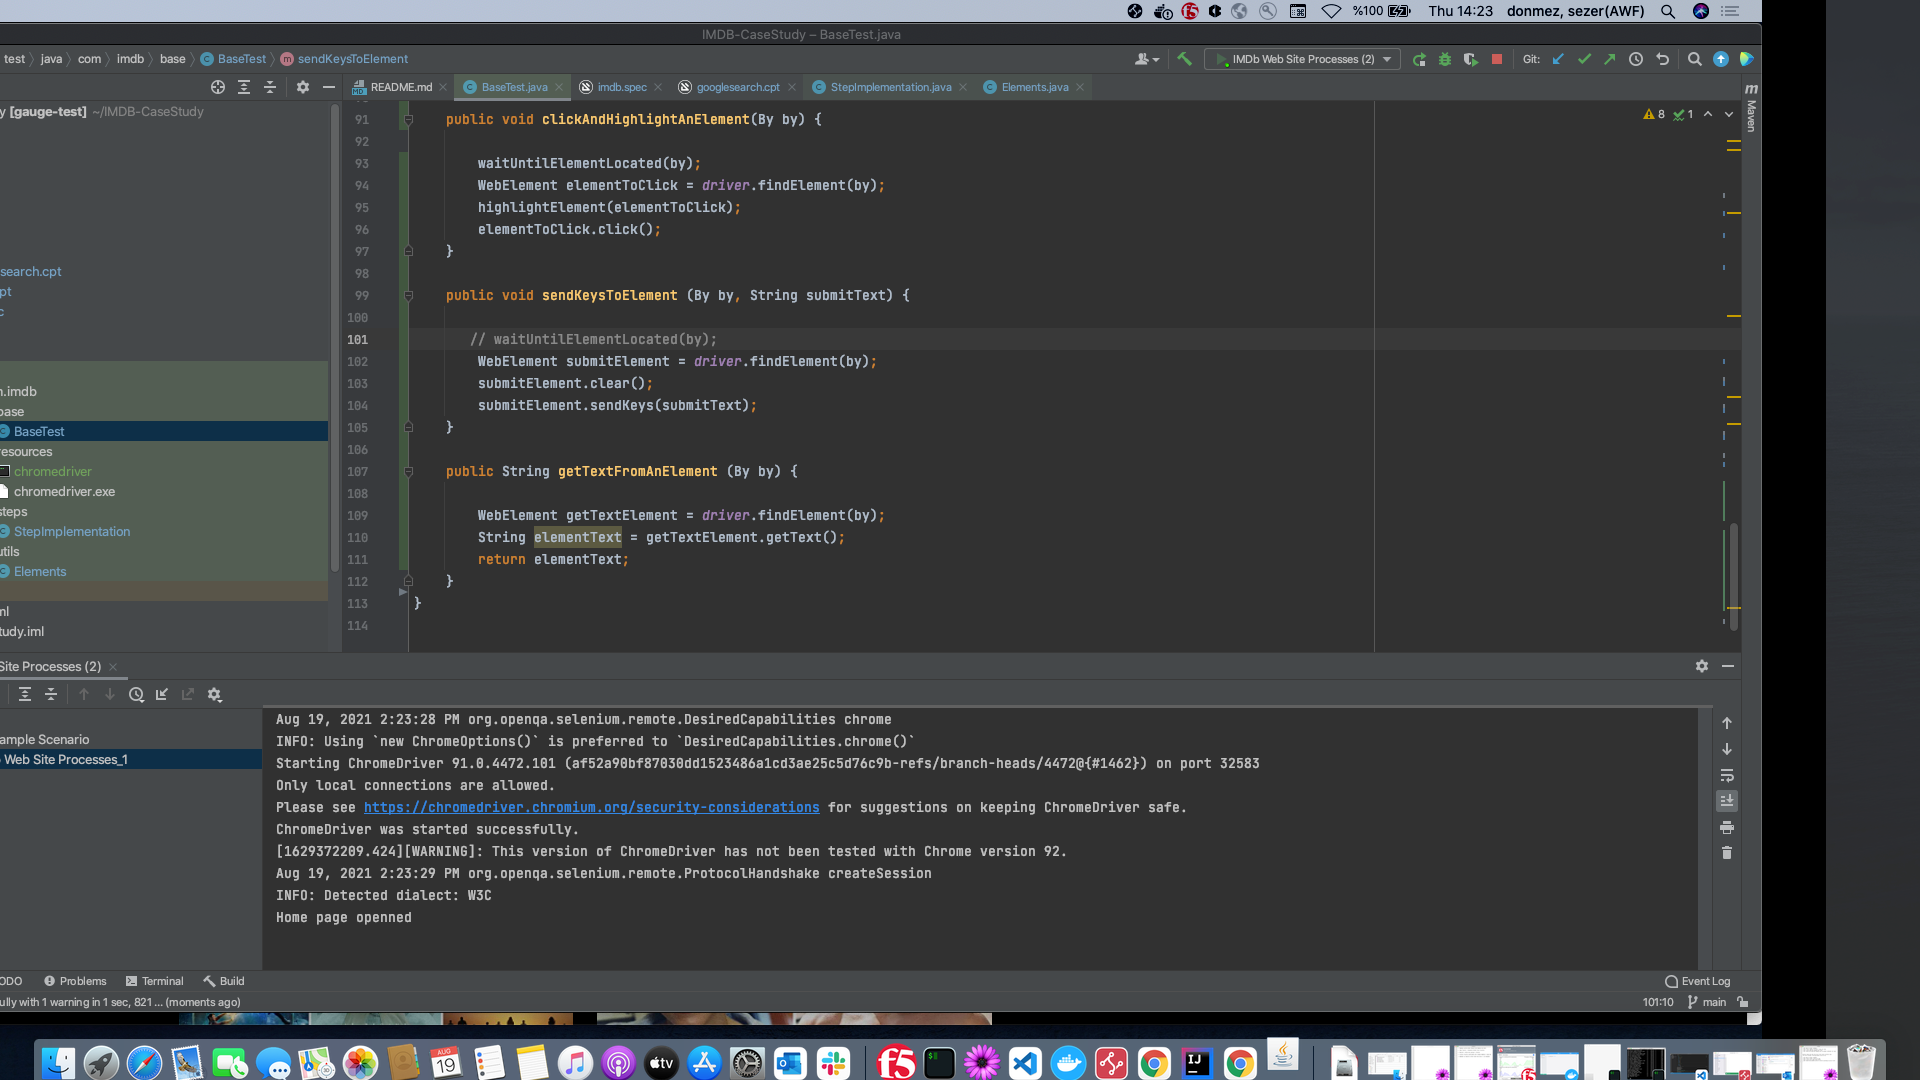 %100
Thu 14:23
donmez, sezer(AWF)
IMDB-CaseStudy – BaseTest.java
test
java
com
imdb
base
BaseTest
sendKeysToElement
IMDb Web Site Processes (2)
Git:
y [gauge-test] ~/IMDB-CaseStudy
README.md
BaseTest.java
imdb.spec
googlesearch.cpt
StepImplementation.java
Elements.java
8
1
Maven
91 public void clickAndHighlightAnElement(By by) {
92
93 waitUntilElementLocated(by);
94 WebElement elementToClick = driver.findElement(by);
95 highlightElement(elementToClick);
96 elementToClick.click();
97 }
98
99 public void sendKeysToElement (By by, String submitText) {
100
101 // waitUntilElementLocated(by);
102 WebElement submitElement = driver.findElement(by);
103 submitElement.clear();
104 submitElement.sendKeys(submitText);
105 }
106
107 public String getTextFromAnElement (By by) {
108
109 WebElement getTextElement = driver.findElement(by);
110 String elementText = getTextElement.getText();
111 return elementText;
112 }
113 }
114
search.cpt
pt
c
n.imdb
base
BaseTest
resources
chromedriver
chromedriver.exe
steps
StepImplementation
utils
Elements
ml
tudy.iml
Site Processes (2)
ample Scenario
Web Site Processes_1
Aug 19, 2021 2:23:28 PM org.openqa.selenium.remote.DesiredCapabilities chrome
INFO: Using `new ChromeOptions()` is preferred to `DesiredCapabilities.chrome()`
Starting ChromeDriver 91.0.4472.101 (af52a90bf87030dd1523486a1cd3ae25c5d76c9b-refs/branch-heads/4472@{#1462}) on port 32583
Only local connections are allowed.
Please see https://chromedriver.chromium.org/security-considerations for suggestions on keeping ChromeDriver safe.
ChromeDriver was started successfully.
[1629372209.424][WARNING]: This version of ChromeDriver has not been tested with Chrome version 92.
Aug 19, 2021 2:23:29 PM org.openqa.selenium.remote.ProtocolHandshake createSession
INFO: Detected dialect: W3C
Home page openned
ODO
Problems
Terminal
Build
Event Log
ully with 1 warning in 1 sec, 821 ... (moments ago)
101:10
main
AUG
19
tv
f5
IJ